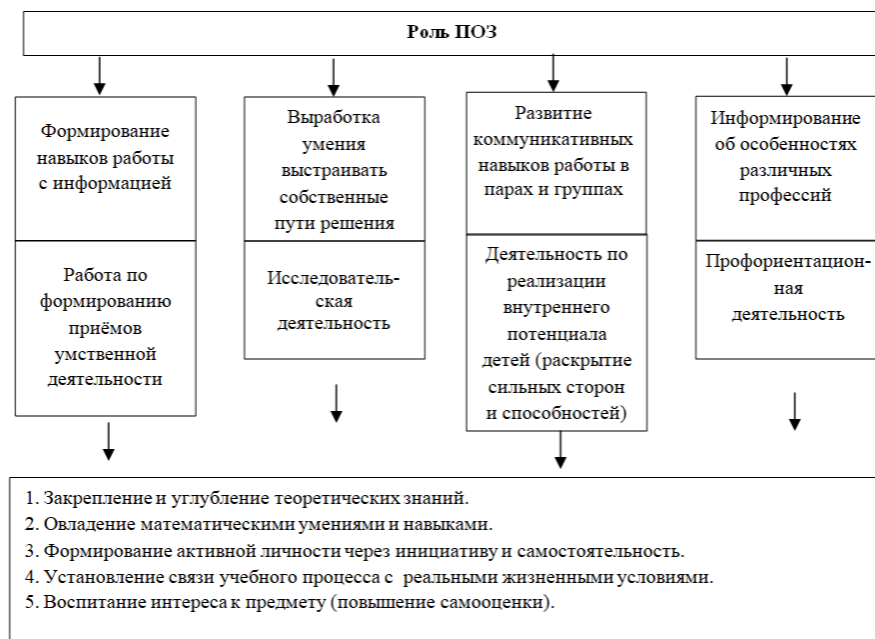 Роль ПОЗ
Формирование
навыков работы
с информацией
Выработка
умения
выстраивать
собственные
пути решения
Развитие
коммуникативных
навыков работы в
парах и группах
Информирование
об особенностях
различных
профессий
Работа по
формированию
приёмов
умственной
деятельности
Исследователь-
ская
деятельность
Деятельность по
реализации
внутреннего
потенциала
детей (раскрытие
сильных сторон
и способностей)
Профориентацион-
ная
деятельность
1. Закрепление и углубление теоретических знаний.
2. Овладение математическими умениями и навыками.
3. Формирование активной личности через инициативу и самостоятельность.
4. Установление связи учебного процесса с реальными жизненными условиями.
5. Воспитание интереса к предмету (повышение самооценки).